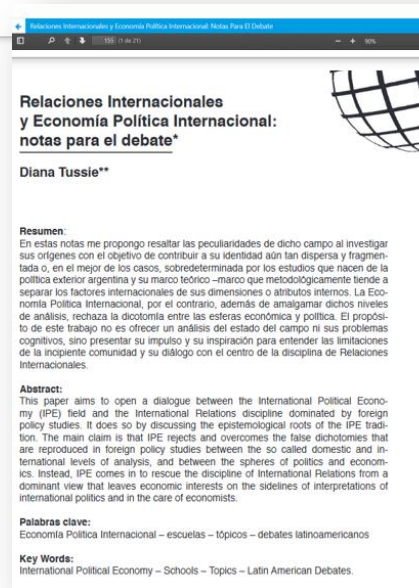 Relaciones Internacionales y Economía Política Internacional: Notas Para El Debate
155 (1 de 21)
90%
Relaciones Internacionales
y Economía Política Internacional:
notas para el debate*
Diana Tussie**
Resumen:
En estas notas me propongo resaltar las peculiaridades de dicho campo al investigar
sus orígenes con el objetivo de contribuir a su identidad aún tan dispersa y fragmen-
tada o, en el mejor de los casos, sobredeterminada por los estudios que nacen de la
política exterior argentina y su marco teórico –marco que metodológicamente tiende a
separar los factores internacionales de sus dimensiones o atributos internos. La Eco-
nomía Política Internacional, por el contrario, además de amalgamar dichos niveles
de análisis, rechaza la dicotomía entre las esferas económica y política. El propósi-
to de este trabajo no es ofrecer un análisis del estado del campo ni sus problemas
cognitivos, sino presentar su impulso y su inspiración para entender las limitaciones
de la incipiente comunidad y su diálogo con el centro de la disciplina de Relaciones
Internacionales.
Abstract:
This paper aims to open a dialogue between the International Political Econo-
my (IPE) field and the International Relations discipline dominated by foreign
policy studies. It does so by discussing the epistemological roots of the IPE tradi-
tion. The main claim is that IPE rejects and overcomes the false dichotomies that
are reproduced in foreign policy studies between the so called domestic and in-
ternational levels of analysis, and between the spheres of politics and econom-
ics. Instead, IPE comes in to rescue the discipline of International Relations from a
dominant view that leaves economic interests on the sidelines of interpretations of
international politics and in the care of economists.
Palabras clave:
Economía Política Internacional – escuelas – tópicos – debates latinoamericanos
Key Words:
International Political Economy – Schools – Topics – Latin American Debates.